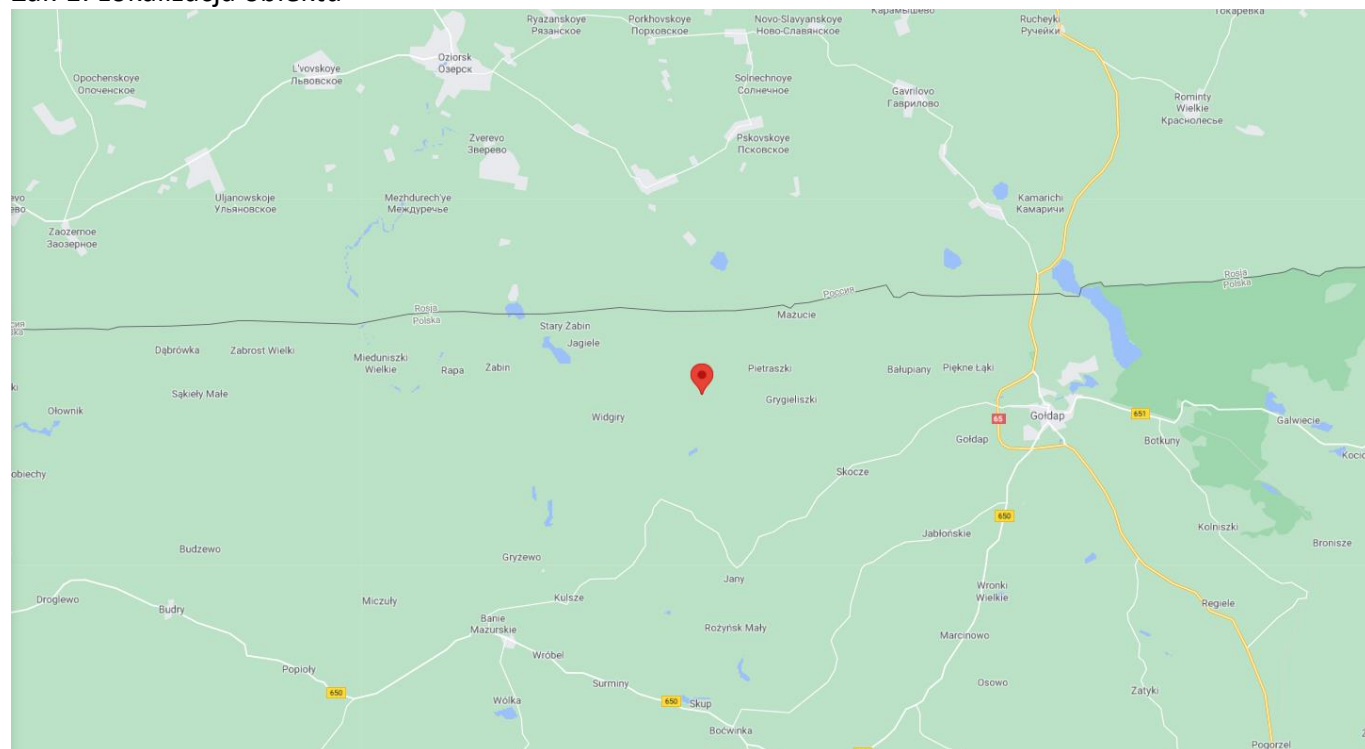 Ryazanskoye
Рязанское
Porkhovskoye
Порховское
Novo-Slavyanskoye
Ново-Славянское
Карамышево
Rucheyki
Ручейки
Токаревка
Oziorsk
Озерск
L'vovskoye
Львовское
Opochenskoye
Опоченское
Solnechnoye
Солнечное
Gavrilovo
Гаврилово
Rominty
Wielkie
Краснолесье
Zverevo
Зверево
Pskovskoye
Псковское
Uljanowskoje
Ульяновское
Mezhdurech'ye
Междуречье
Kamarichi
Камаричи
Zaozernoe
Заозерное
Rosja
Polska
Россия
Rosja
Polska
Mażucie
Stary Żabin
Jagiele
Dąbrówka
Zabrost Wielki
Mieduniszki
Wielkie
Rapa
Żabin
Pietraszki
Bałupiany
Piękne Łąki
Sąkieły Małe
Grygieliszki
Ołownik
Widgiry
65
Gołdap
651
Galwiecie
Gołdap
Botkuny
Skocze
650
Jabłońskie
Kolniszki
Bronisze
Budzewo
Gryżewo
Jany
Wronki
Wielkie
Droglewo
Budry
Miczuły
Kulsze
Regiele
Banie
Mazurskie
Rożyńsk Mały
Marcinowo
Wróbel
Popioły
650
Surminy
Osowo
Zatyki
Wólka
650
Skup
Boćwinka
Pogorzel